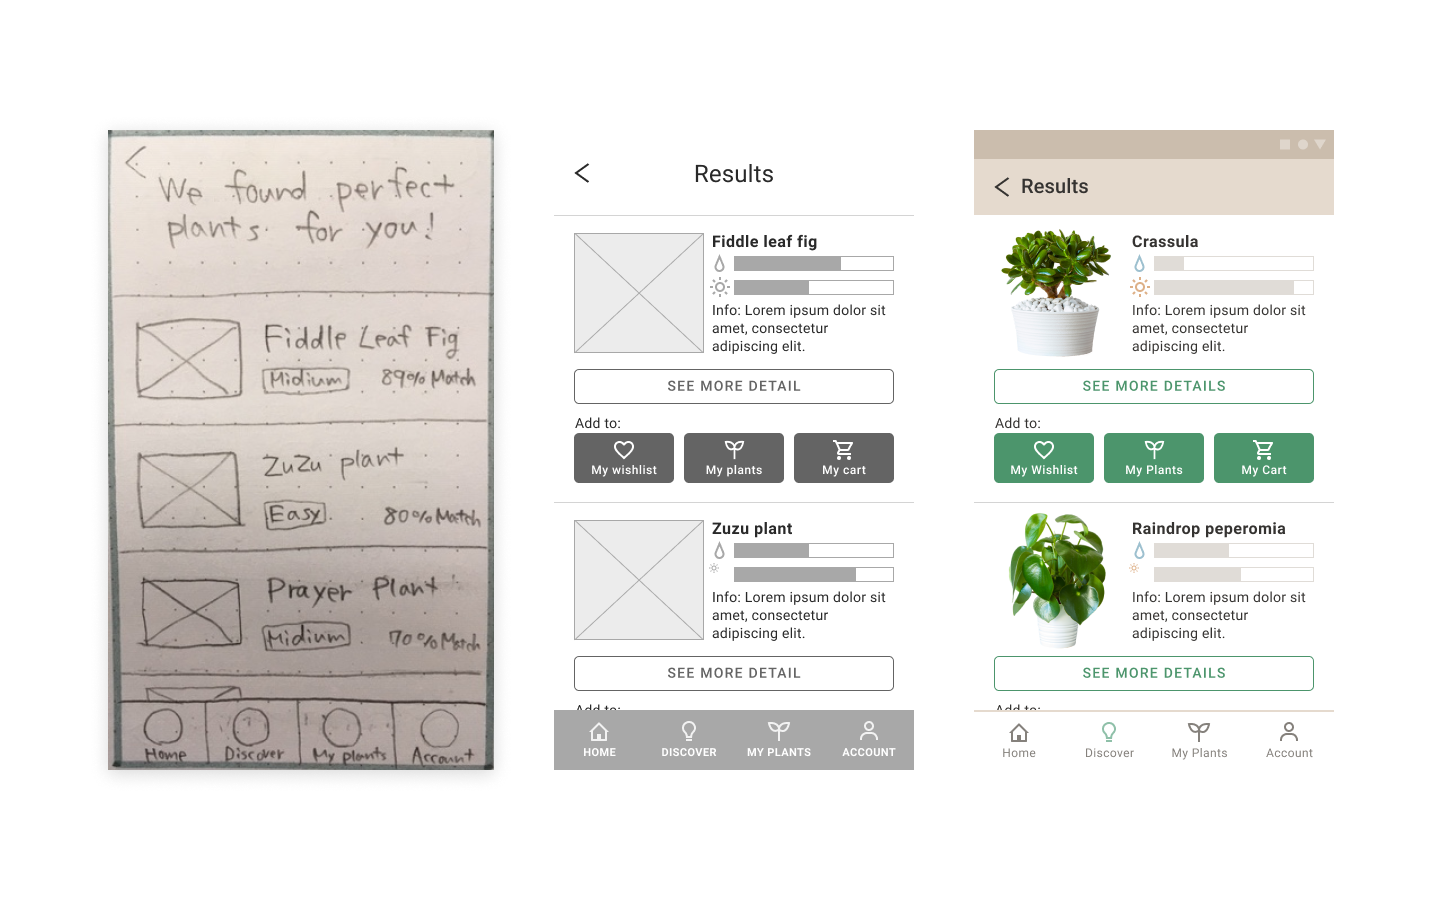 We found perfect
plants for you!
Fiddle Leaf Fig
Midium 89% Match
ZuZu plant
Easy 80% Match
Prayer Plant
Midium 70% Match
Home Discover My plants Account
Results
Fiddle leaf fig
Info: Lorem ipsum dolor sit
amet, consectetur
adipiscing elit.
SEE MORE DETAIL
Add to:
My wishlist My plants My cart
Zuzu plant
Info: Lorem ipsum dolor sit
amet, consectetur
adipiscing elit.
SEE MORE DETAIL
Add to:
HOME DISCOVER MY PLANTS ACCOUNT
Results
Crassula
Info: Lorem ipsum dolor sit
amet, consectetur
adipiscing elit.
SEE MORE DETAILS
Add to:
My Wishlist My Plants My Cart
Raindrop peperomia
Info: Lorem ipsum dolor sit
amet, consectetur
adipiscing elit.
SEE MORE DETAILS
Add to:
Home Discover My Plants Account